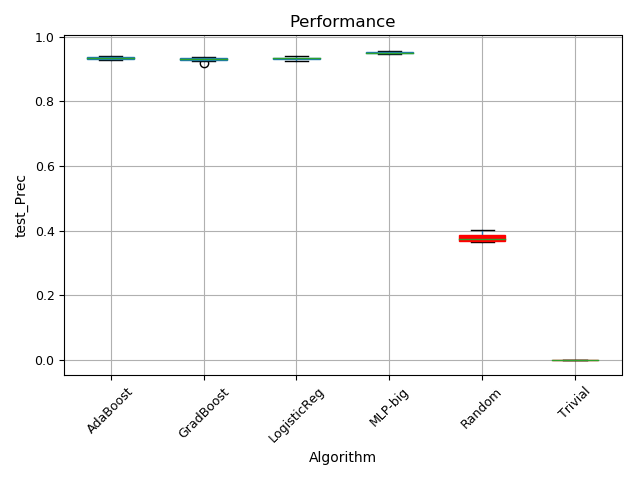 Performance
1.0
0.8
0.6
0.4
0.2
0.0
test_Prec
AdaBoost
GradBoost
LogisticReg
MLP-big
Random
Trivial
Algorithm